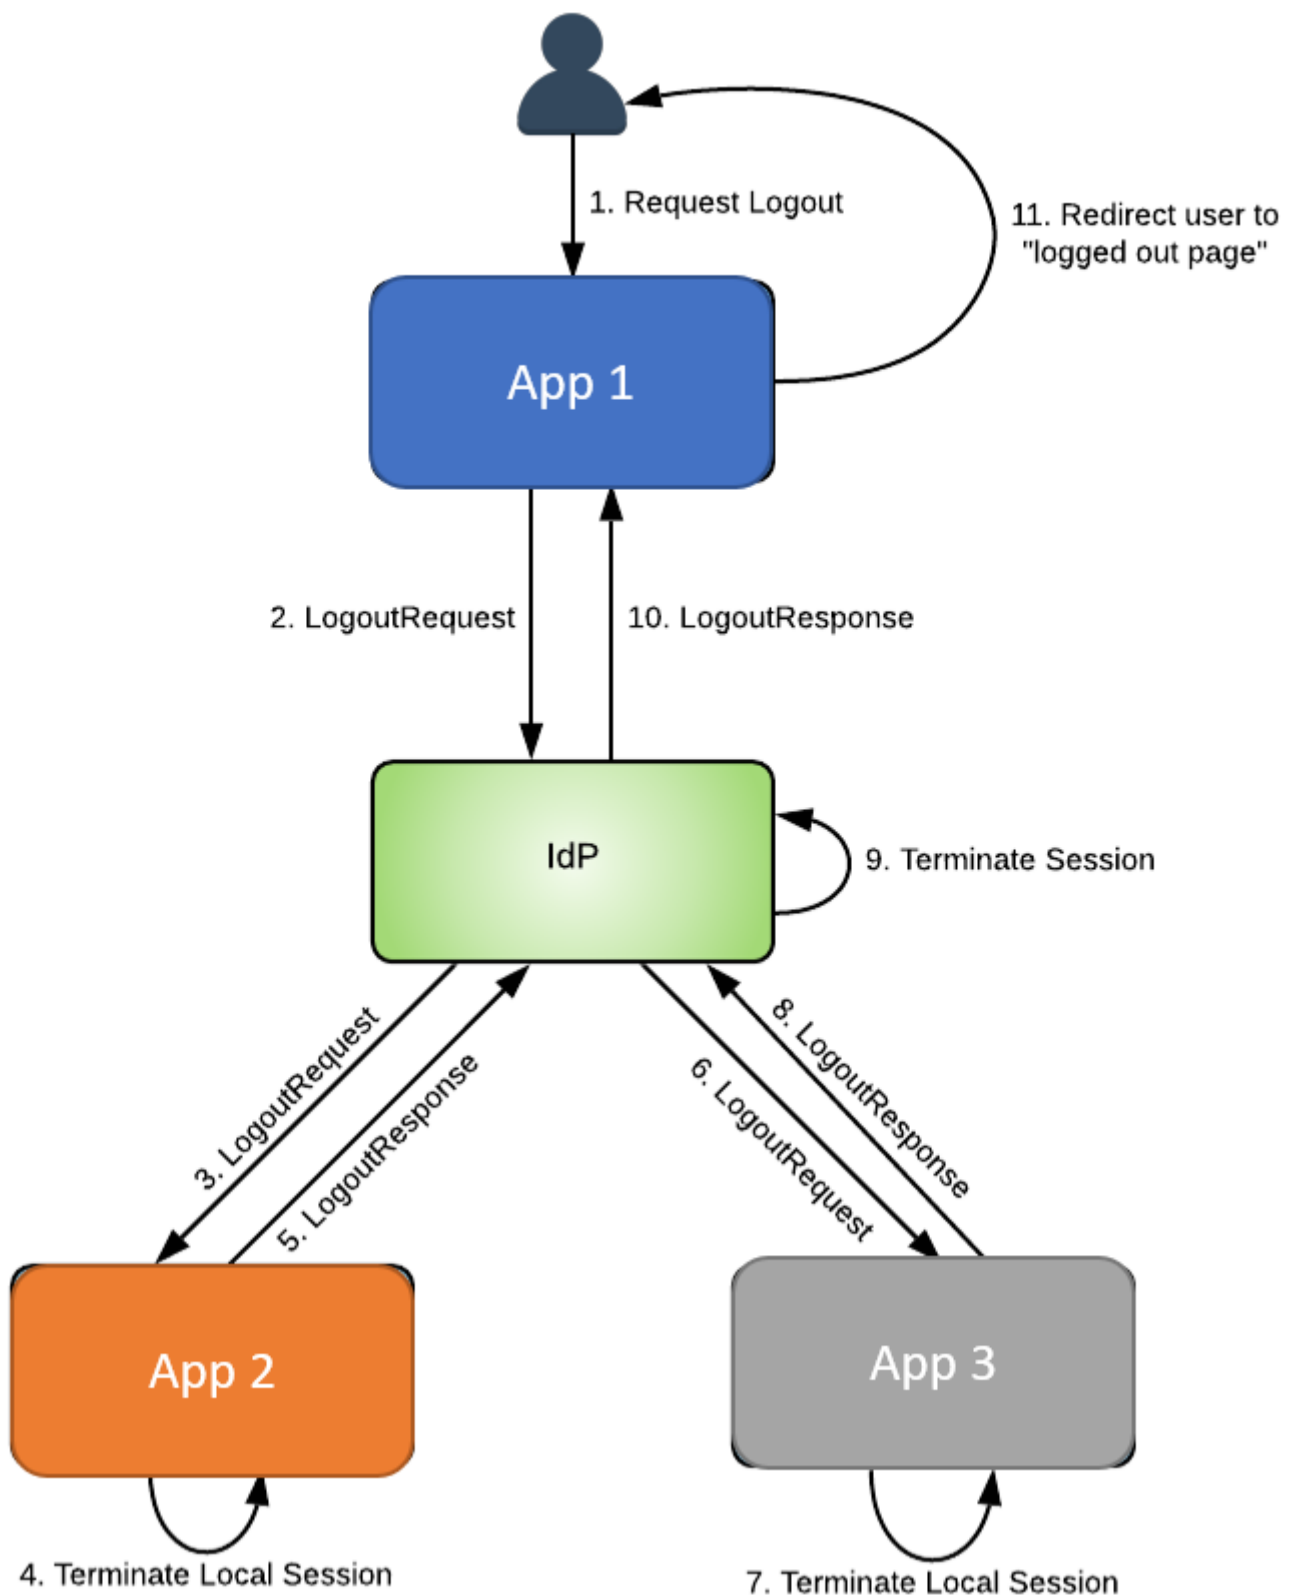 1. Request Logout
11. Redirect user to
"logged out page"
App 1
2. LogoutRequest
10. LogoutResponse
IdP
9. Terminate Session
3. LogoutRequest
5. LogoutResponse
6. LogoutRequest
8. LogoutResponse
App 2
App 3
4. Terminate Local Session
7. Terminate Local Session